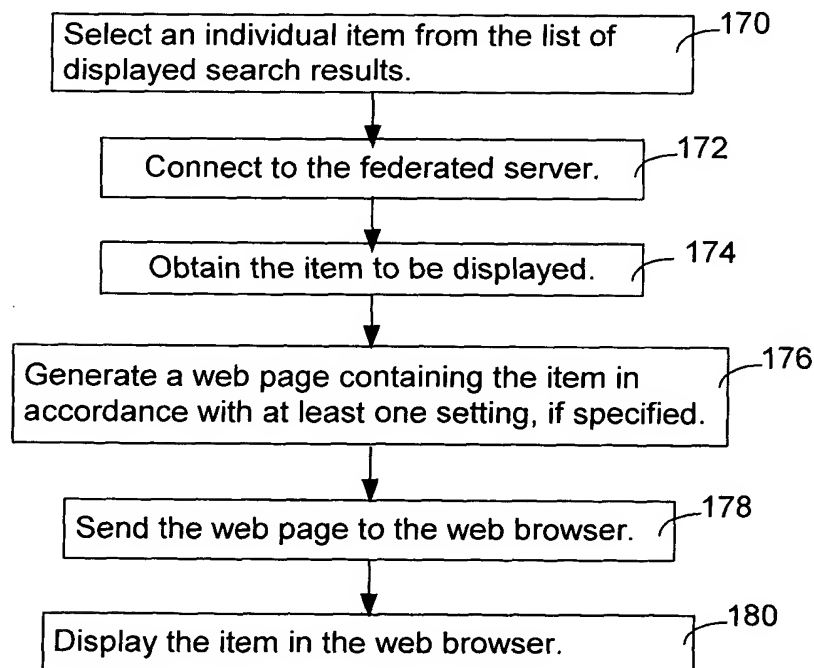 Select an individual item from the list of
displayed search results.
170
Connect to the federated server.
172
Obtain the item to be displayed.
174
Generate a web page containing the item in
accordance with at least one setting, if specified.
176
Send the web page to the web browser.
178
Display the item in the web browser.
180